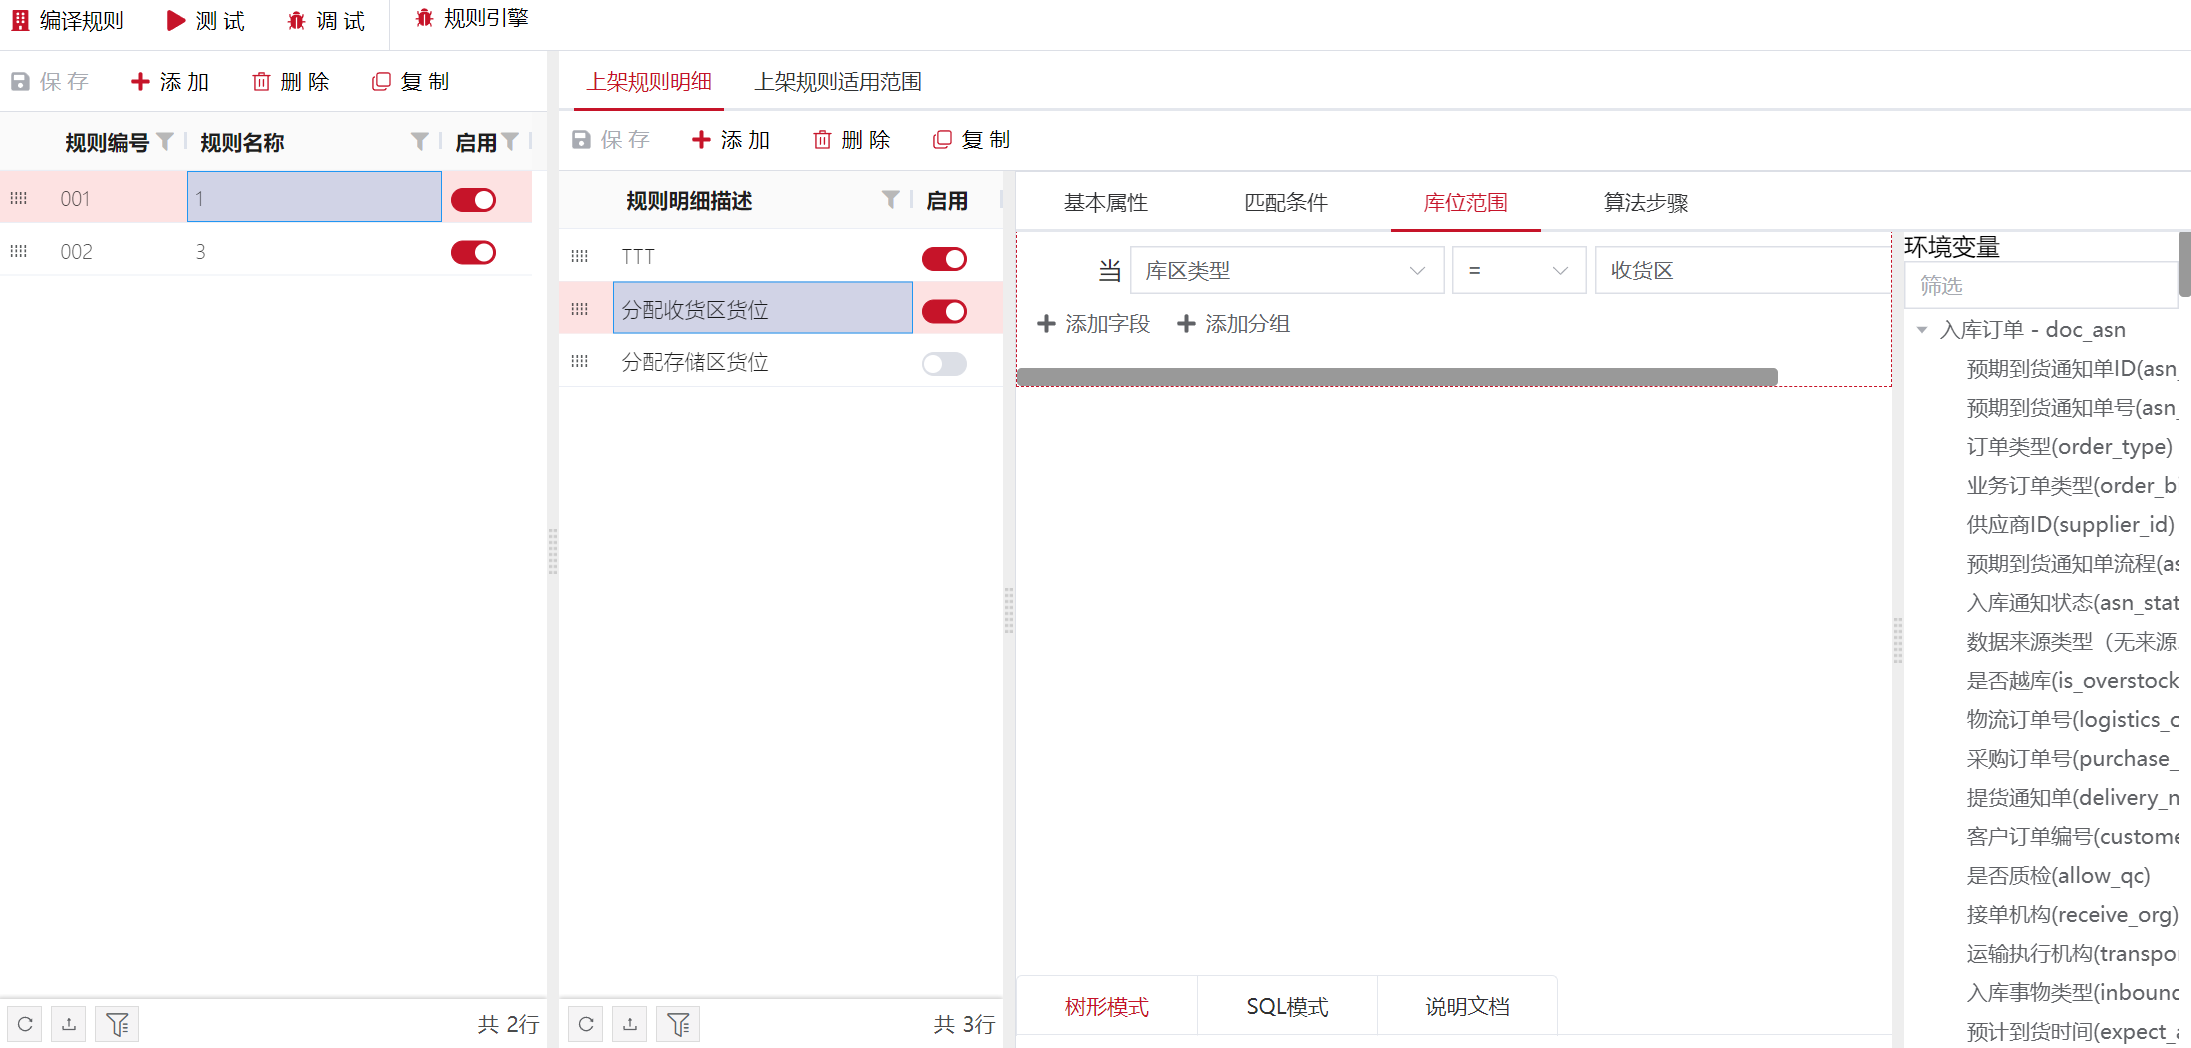 编译规则 测 试 调 试 规则引擎
保 存 添 加 删 除 复 制
规则编号 规则名称 启用
001 1
002 3
共 2行
上架规则明细 上架规则适用范围
保 存 添 加 删 除 复 制
规则明细描述 启用
TTT
分配收货区货位
分配存储区货位
共 3行
基本属性 匹配条件 库位范围 算法步骤
当 库区类型 = 收货区
添加字段 添加分组
树形模式 SQL模式 说明文档
环境变量
筛选
入库订单 - doc_asn
预期到货通知单ID(asn_
预期到货通知单号(asn_
订单类型(order_type)
业务订单类型(order_b
供应商ID(supplier_id)
预期到货通知单流程(as
入库通知状态(asn_stat
数据来源类型（无来源
是否越库(is_overstock
物流订单号(logistics_c
采购订单号(purchase_
提货通知单(delivery_n
客户订单编号(custome
是否质检(allow_qc)
接单机构(receive_org)
运输执行机构(transpo
入库事物类型(inbound
预计到货时间(expect_a